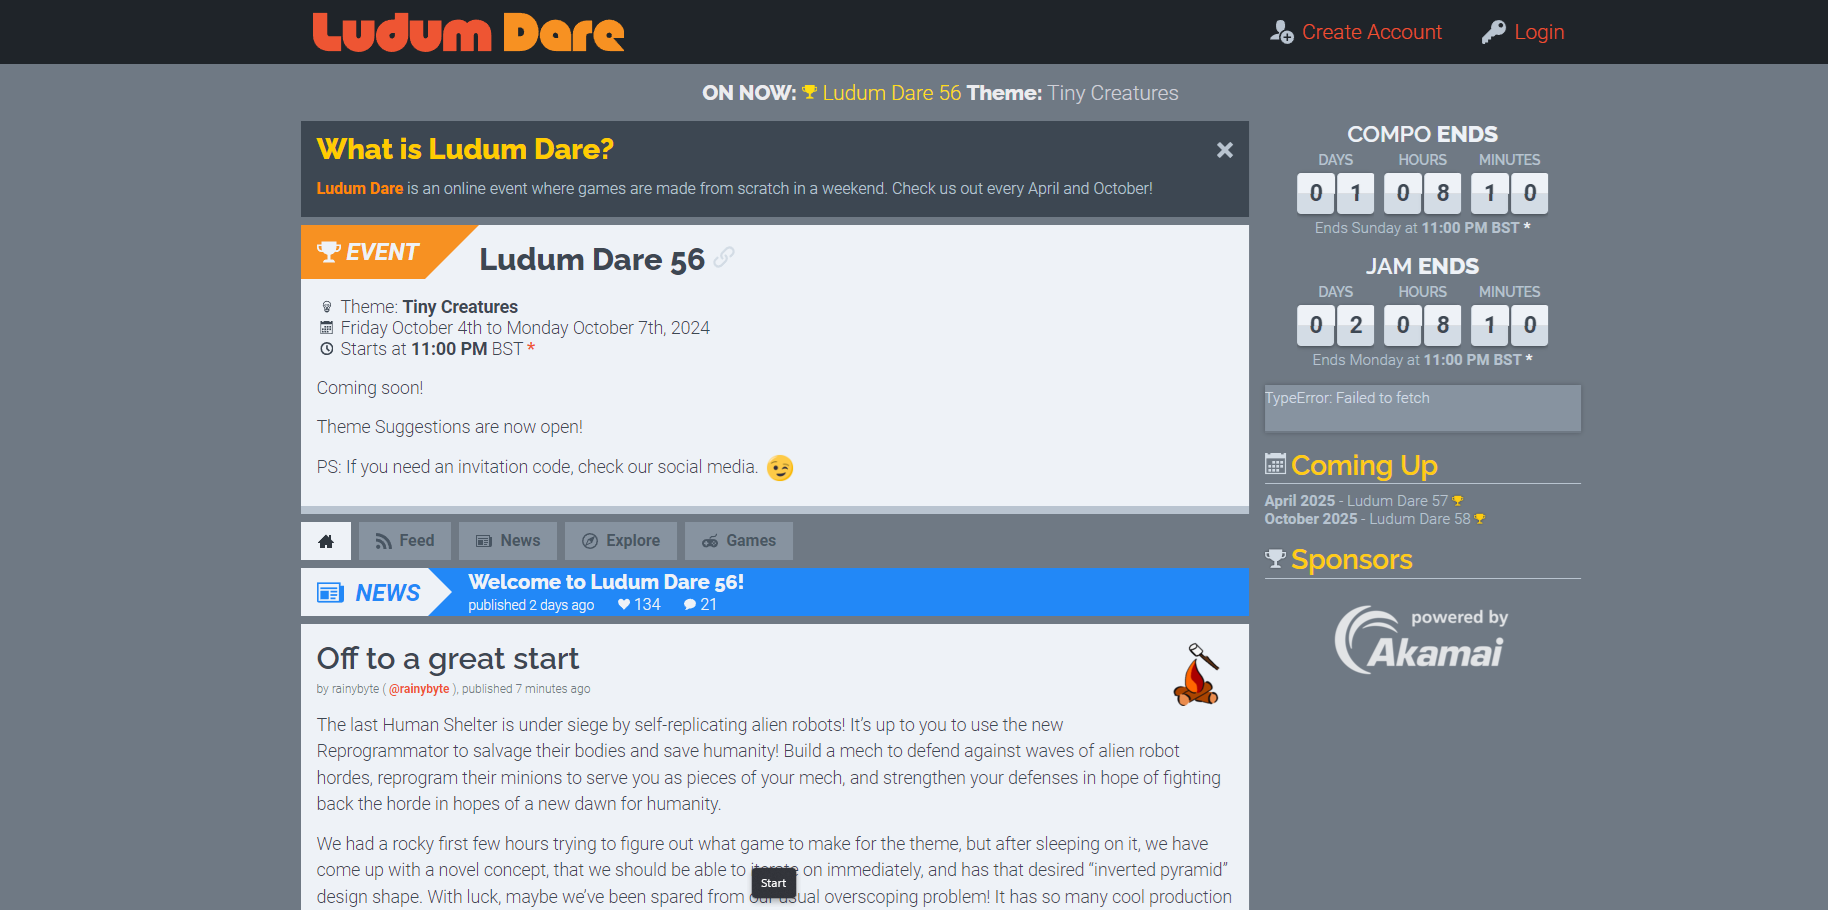 Ludum Dare
Create Account
Login
ON NOW: Ludum Dare 56 Theme: Tiny Creatures
What is Ludum Dare?
Ludum Dare is an online event where games are made from scratch in a weekend. Check us out every April and October!
EVENT
Ludum Dare 56
Theme: Tiny Creatures
Friday October 4th to Monday October 7th, 2024
Starts at 11:00 PM BST *
Coming soon!
Theme Suggestions are now open!
PS: If you need an invitation code, check our social media.
Feed
News
Explore
Games
NEWS
Welcome to Ludum Dare 56!
published 2 days ago 134 21
Off to a great start
by rainybyte ( @rainybyte ), published 7 minutes ago
The last Human Shelter is under siege by self-replicating alien robots! It’s up to you to use the new
Reprogrammator to salvage their bodies and save humanity! Build a mech to defend against waves of alien robot
hordes, reprogram their minions to serve you as pieces of your mech, and strengthen your defenses in hope of fighting
back the horde in hopes of a new dawn for humanity.
We had a rocky first few hours trying to figure out what game to make for the theme, but after sleeping on it, we have
come up with a novel concept, that we should be able to iterate on immediately, and has that desired “inverted pyramid”
design shape. With luck, maybe we’ve been spared from our usual overscoping problem! It has so many cool production
Start
COMPO ENDS
DAYS HOURS MINUTES
0 1 0 8 1 0
Ends Sunday at 11:00 PM BST *
JAM ENDS
DAYS HOURS MINUTES
0 2 0 8 1 0
Ends Monday at 11:00 PM BST *
TypeError: Failed to fetch
Coming Up
April 2025 - Ludum Dare 57
October 2025 - Ludum Dare 58
Sponsors
powered by
Akamai